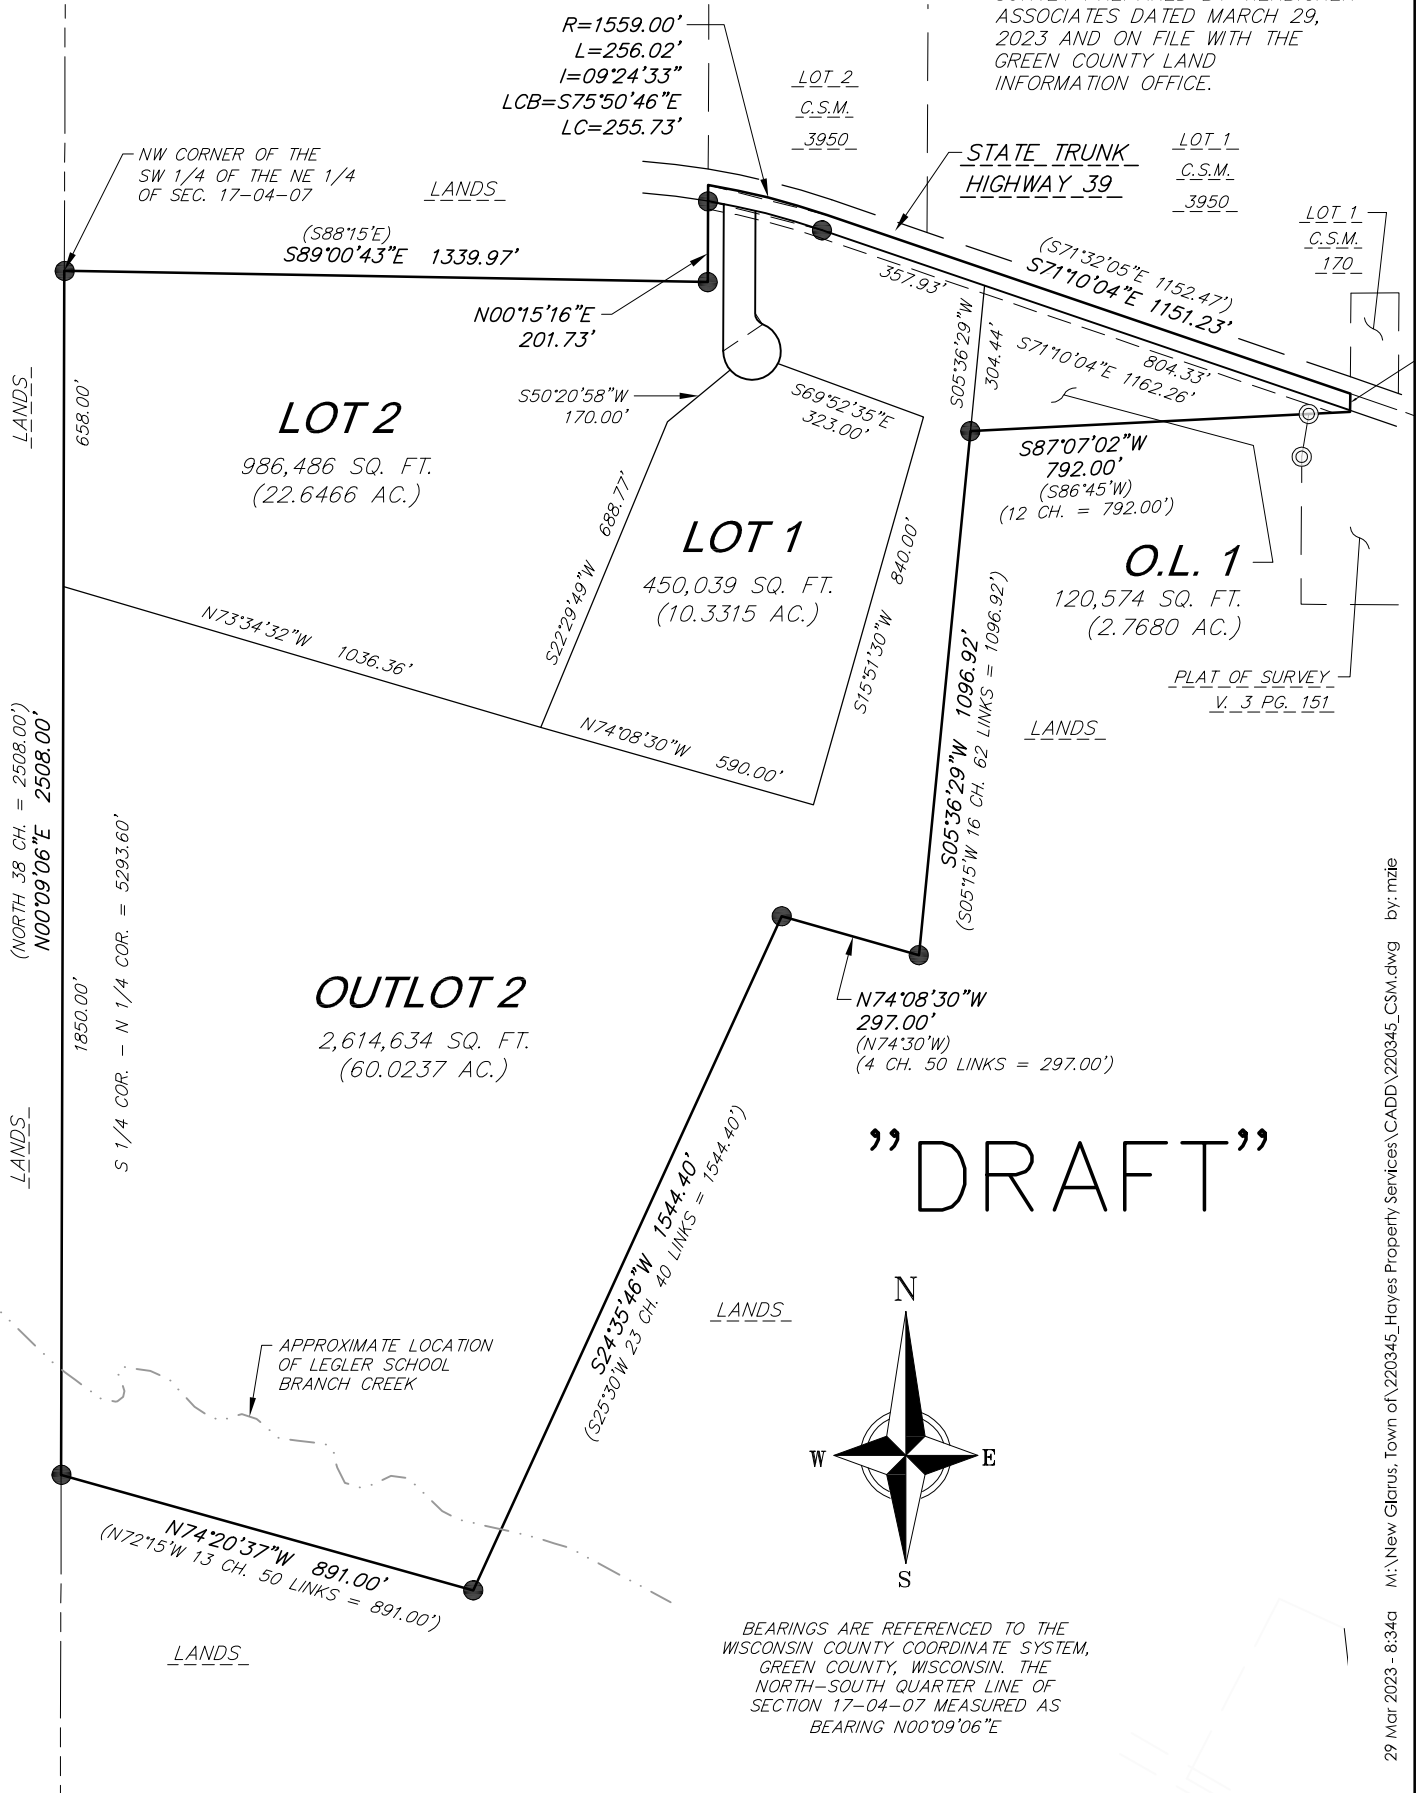 ASSOCIATES DATED MARCH 29,
2023 AND ON FILE WITH THE
GREEN COUNTY LAND
INFORMATION OFFICE.
R=1559.00'
L=256.02'
I=09°24'33"
LCB=S75°50'46"E
LC=255.73'
LOT 2
C.S.M.
3950
STATE TRUNK
HIGHWAY 39
LOT 1
C.S.M.
3950
LOT 1
C.S.M.
170
NW CORNER OF THE
SW 1/4 OF THE NE 1/4
OF SEC. 17-04-07
LANDS
(S88°15'E)
S89°00'43"E 1339.97'
N00°15'16"E
201.73'
(S71°32'05"E 1152.47')
S71°10'04"E 1151.23'
357.93'
804.33'
S71°10'04"E 1162.26'
S05°36'29"W
304.44'
S50°20'58"W
170.00'
S69°52'35"E
323.00'
S87°07'02"W
792.00'
(S86°45'W)
(12 CH. = 792.00')
LANDS
658.00'
LOT 2
986,486 SQ. FT.
(22.6466 AC.)
S22°29'49"W 688.77'
LOT 1
450,039 SQ. FT.
(10.3315 AC.)
S15°51'30"W 840.00'
O.L. 1
120,574 SQ. FT.
(2.7680 AC.)
PLAT OF SURVEY
V. 3 PG. 151
N73°34'32"W 1036.36'
N74°08'30"W 590.00'
S05°36'29"W 1096.92'
(S05°15'W 16 CH. 62 LINKS = 1096.92')
LANDS
(NORTH 38 CH. = 2508.00')
N00°09'06"E 2508.00'
1850.00'
S 1/4 COR. - N 1/4 COR. = 5293.60'
OUTLOT 2
2,614,634 SQ. FT.
(60.0237 AC.)
N74°08'30"W
297.00'
(N74°30'W)
(4 CH. 50 LINKS = 297.00')
LANDS
"DRAFT"
S24°35'46"W 1544.40'
(S25°30'W 23 CH. 40 LINKS = 1544.40')
LANDS
APPROXIMATE LOCATION
OF LEGLER SCHOOL
BRANCH CREEK
N
W
E
S
N74°20'37"W 891.00'
(N72°15'W 13 CH. 50 LINKS = 891.00')
LANDS
BEARINGS ARE REFERENCED TO THE
WISCONSIN COUNTY COORDINATE SYSTEM,
GREEN COUNTY, WISCONSIN. THE
NORTH-SOUTH QUARTER LINE OF
SECTION 17-04-07 MEASURED AS
BEARING N00°09'06"E
29 Mar 2023 - 8:34a M:\New Glarus, Town of\220345_Hayes Property Services\CADD\220345_CSM.dwg by: mzie